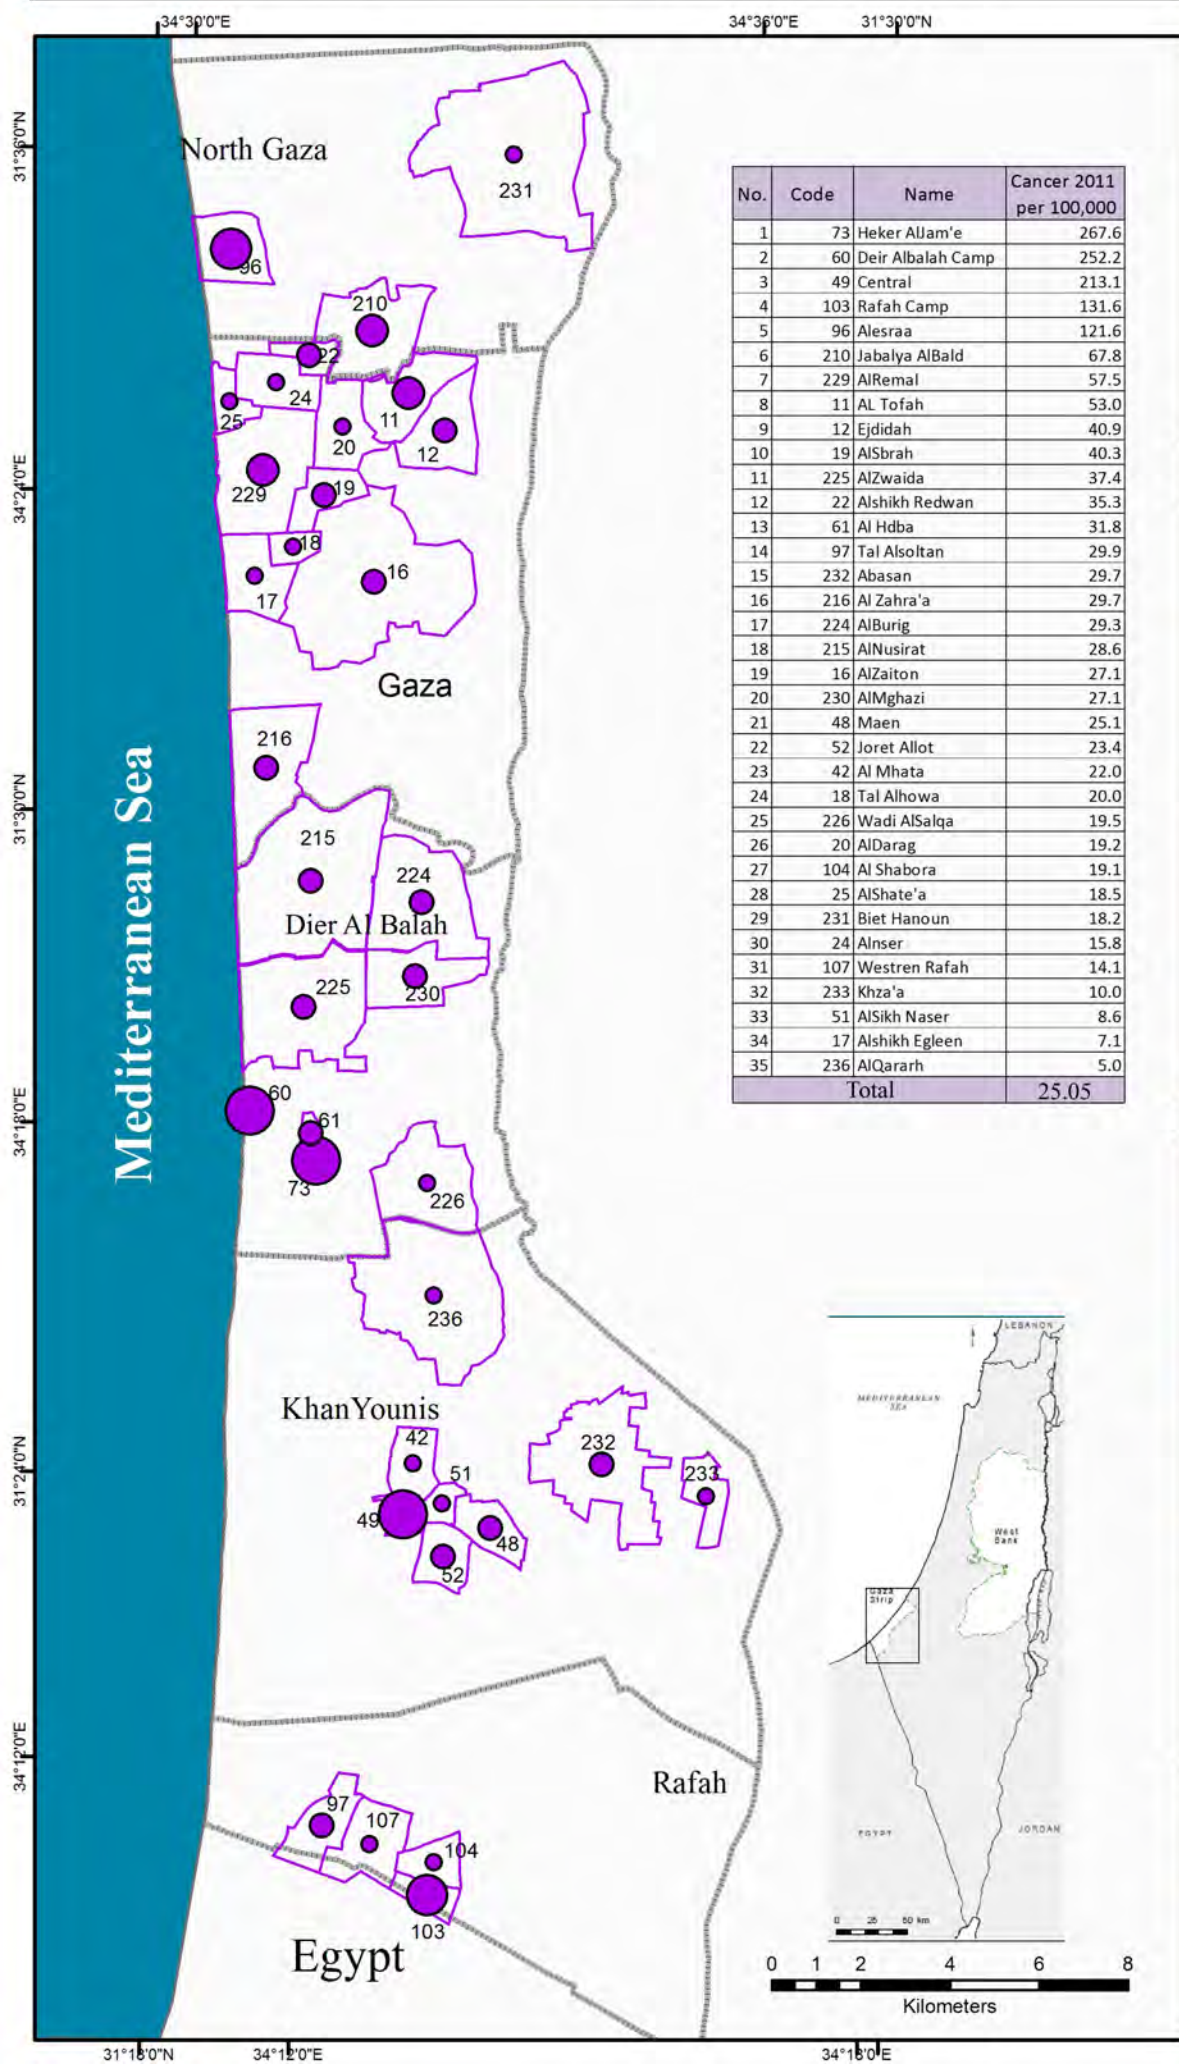 34°30'0"E
34°36'0"E
31°30'0"N
31°36'0"N
North Gaza
231
96
210
22
24
25
11
20
12
229
19
18
16
17
34°24'0"E
Gaza
216
31°30'0"N
215
224
Dier Al Balah
225
230
Mediterranean Sea
60
61
73
226
34°18'0"E
236
KhanYounis
42
51
232
233
49
48
52
31°24'0"N
34°12'0"E
Rafah
97
107
104
103
Egypt
31°18'0"N
34°12'0"E
34°18'0"E
No. Code Name Cancer 2011 per 100,000
1 73 Heker AlJam'e 267.6
2 60 Deir Albalah Camp 252.2
3 49 Central 213.1
4 103 Rafah Camp 131.6
5 96 Alesraa 121.6
6 210 Jabalya AlBald 67.8
7 229 AlRemal 57.5
8 11 AL Tofah 53.0
9 12 Ejdidah 40.9
10 19 AlSbrah 40.3
11 225 AlZwaida 37.4
12 22 Alshikh Redwan 35.3
13 61 Al Hdba 31.8
14 97 Tal Alsoltan 29.9
15 232 Abasan 29.7
16 216 Al Zahra'a 29.7
17 224 AlBurig 29.3
18 215 AlNusirat 28.6
19 16 AlZaiton 27.1
20 230 AlMghazi 27.1
21 48 Maen 25.1
22 52 Joret Allot 23.4
23 42 Al Mhata 22.0
24 18 Tal Alhowa 20.0
25 226 Wadi AlSalqa 19.5
26 20 AlDarag 19.2
27 104 Al Shabora 19.1
28 25 AlShate'a 18.5
29 231 Biet Hanoun 18.2
30 24 Alnser 15.8
31 107 Westren Rafah 14.1
32 233 Khza'a 10.0
33 51 AlSikh Naser 8.6
34 17 Alshikh Egleen 7.1
35 236 AlQararh 5.0
Total 25.05
LEBANON
MEDITERRANEAN
SEA
West
Bank
Gaza
Strip
EGYPT
JORDAN
0 25 50 km
0 1 2 4 6 8
Kilometers